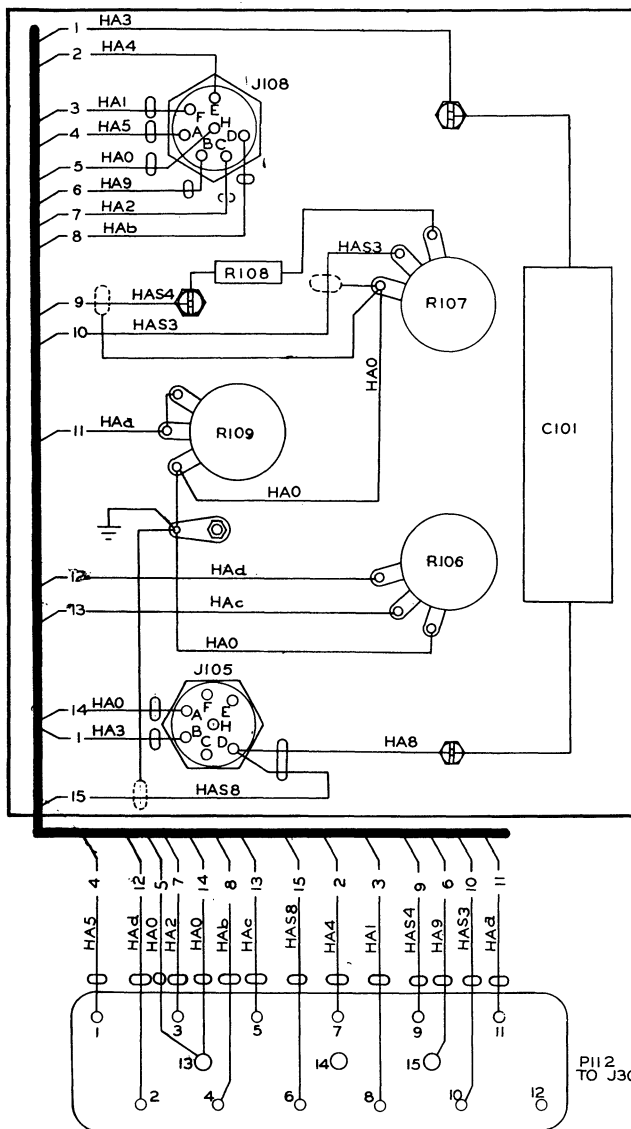 1 HA3
2 HA4
J108
3 HA1
F E
4 HA5
A H D
5 HA0
B C
6 HA9
7 HA2
8 HAb
R108
HAS3
9 HAS4
R107
10 HAS3
HA0
11 HAa
R109
C101
HA0
12 HAd
R106
13 HAc
HA0
J105
14 HA0
A F E
1 HA3
B H
C D
HA8
15 HAS8
4 12 5 7 14 8 13 15 2 3 9 6 10 11
HA5 HAd HA0 HA2 HA0 HAb HAc HAS8 HA4 HA1 HAS4 HA9 HAS3 HAa
1 3 5 7 9 11
13 14 15
P112
TO J30
2 4 6 8 10 12